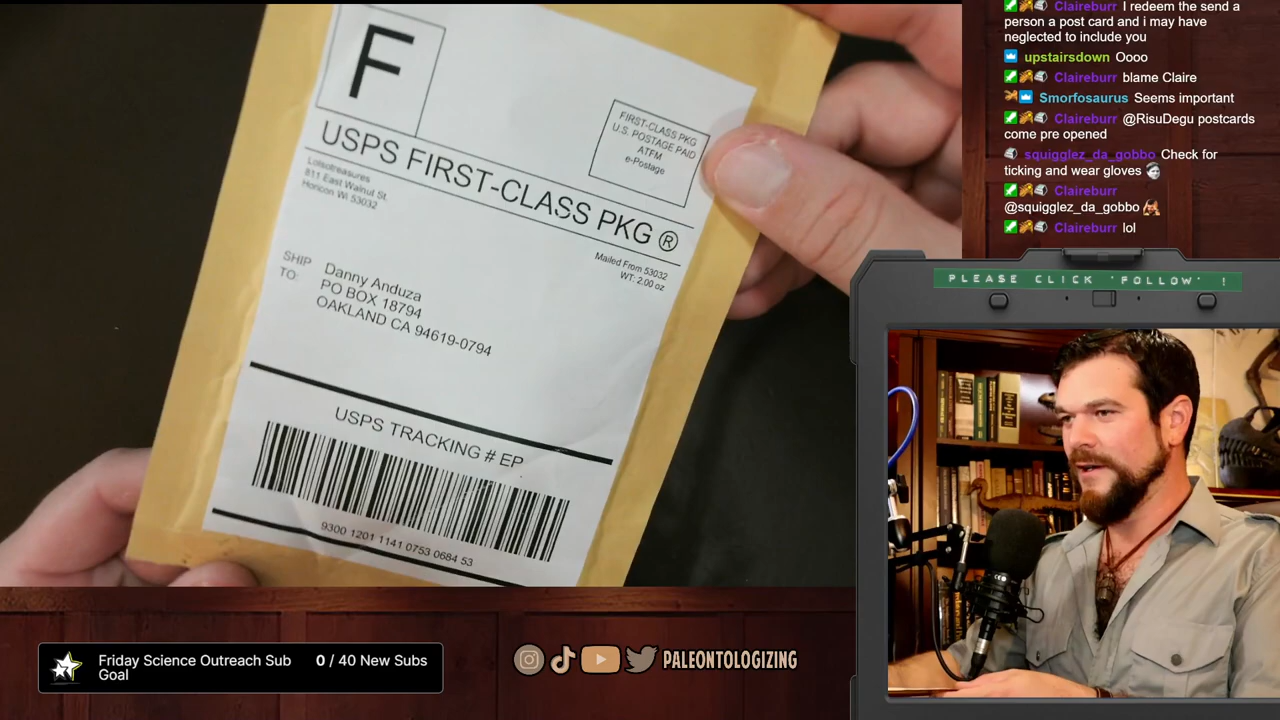 F
FIRST-CLASS PKG
U.S. POSTAGE PAID
ATFM
e-Postage
USPS FIRST-CLASS PKG ®
Lolsotreasures
811 East Walnut St.
Horicon WI 53032
Mailed From 53032
WT: 2.00 oz
SHIP
TO:
Danny Anduza
PO BOX 18794
OAKLAND CA 94619-0794
USPS TRACKING # EP
9300 1201 1141 0753 0684 53
Claireburr I redeem the send a
person a post card and i may have
neglected to include you
upstairsdown Oooo
Claireburr blame Claire
Smorfosaurus Seems important
Claireburr @RisuDegu postcards
come pre opened
squigglez_da_gobbo Check for
ticking and wear gloves
Claireburr
@squigglez_da_gobbo
Claireburr lol
PLEASE CLICK 'FOLLOW' !
Friday Science Outreach Sub
Goal
0 / 40 New Subs
PALEONTOLOGIZING